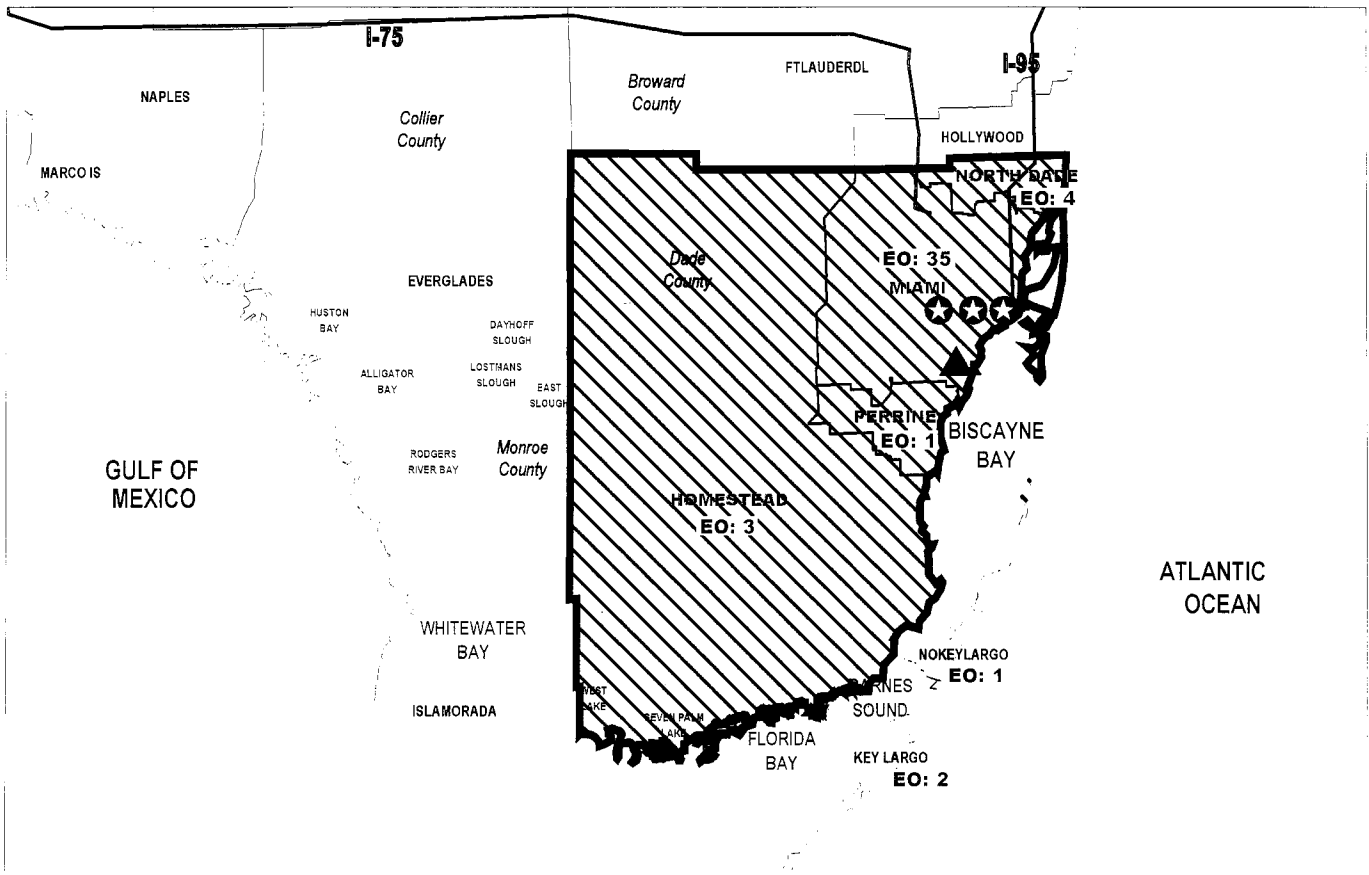 I-75
I-95
FTLAUDERDL
Broward
County
NAPLES
Collier
County
HOLLYWOOD
MARCO IS
NORTH DADE
EO: 4
Dade
County
EO: 35
MIAMI
EVERGLADES
HUSTON
BAY
DAYHOFF
SLOUGH
ALLIGATOR
BAY
LOSTMANS
SLOUGH
EAST
SLOUGH
PERRINE
EO: 1
BISCAYNE
BAY
RODGERS
RIVER BAY
Monroe
County
GULF OF
MEXICO
HOMESTEAD
EO: 3
ATLANTIC
OCEAN
WHITEWATER
BAY
NOKEYLARGO
EO: 1
BARNES
SOUND
WEST
LAKE
ISLAMORADA
SEVEN PALM
LAKE
FLORIDA
BAY
KEY LARGO
EO: 2